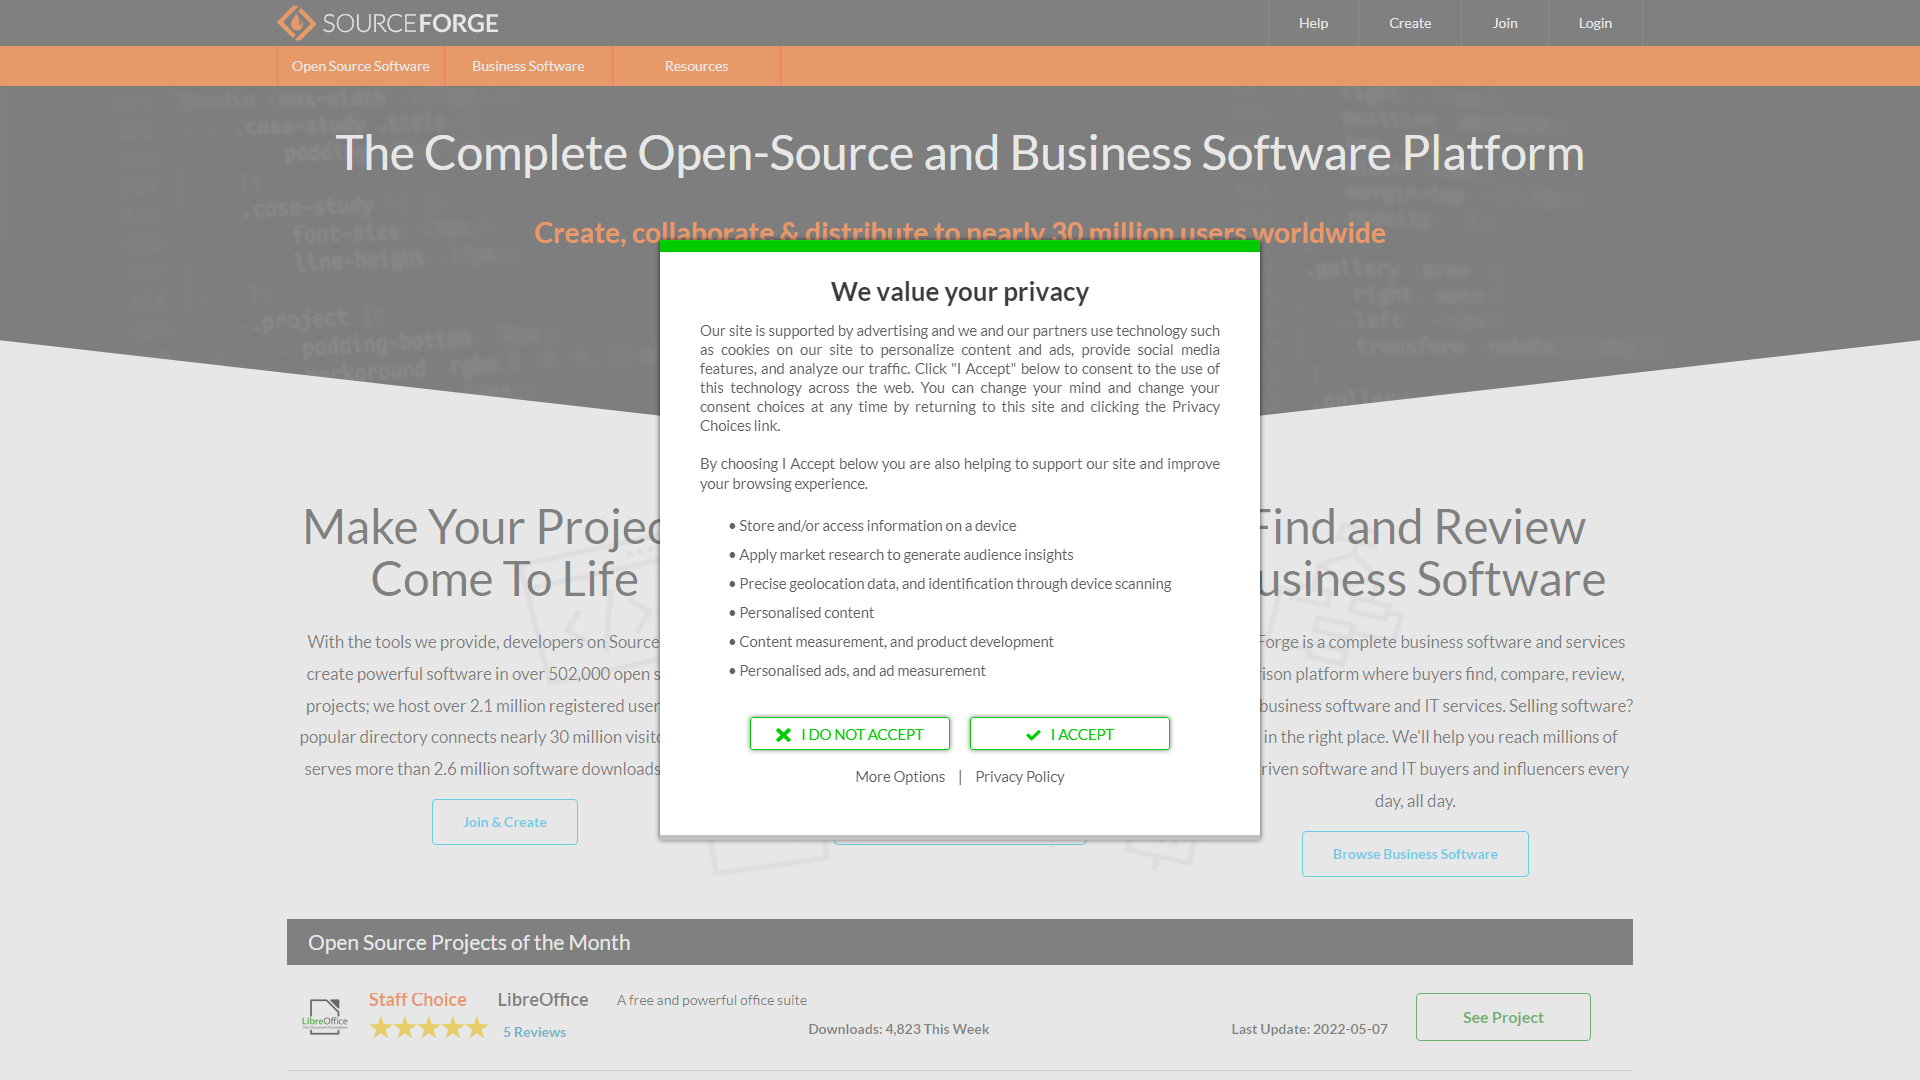 SOURCEFORGE
Help
Create
Join
Login
Open Source Software
Business Software
Resources
The Complete Open-Source and Business Software Platform
Create, collaborate & distribute to nearly 30 million users worldwide
We value your privacy
Our site is supported by advertising and we and our partners use technology such
as cookies on our site to personalize content and ads, provide social media
features, and analyze our traffic. Click "I Accept" below to consent to the use of
this technology across the web. You can change your mind and change your
consent choices at any time by returning to this site and clicking the Privacy
Choices link.
By choosing I Accept below you are also helping to support our site and improve
your browsing experience.
• Store and/or access information on a device
• Apply market research to generate audience insights
• Precise geolocation data, and identification through device scanning
• Personalised content
• Content measurement, and product development
• Personalised ads, and ad measurement
I DO NOT ACCEPT
I ACCEPT
More Options | Privacy Policy
Make Your Projec
Come To Life
With the tools we provide, developers on Source
create powerful software in over 502,000 open s
projects; we host over 2.1 million registered user
popular directory connects nearly 30 million visito
serves more than 2.6 million software downloads
Join & Create
Find and Review
usiness Software
Forge is a complete business software and services
ison platform where buyers find, compare, review,
business software and IT services. Selling software?
in the right place. We'll help you reach millions of
riven software and IT buyers and influencers every
day, all day.
Browse Business Software
Open Source Projects of the Month
LibreOffice
Staff Choice
LibreOffice
A free and powerful office suite
5 Reviews
Downloads: 4,823 This Week
Last Update: 2022-05-07
See Project